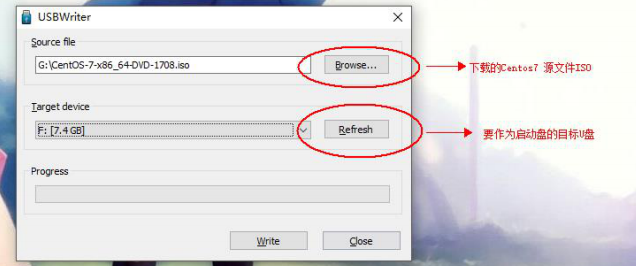 USBWriter
Source file
G:\CentOS-7-x86_64-DVD-1708.iso
Browse...
下载的Centos7 源文件ISO
Target device
F: [7.4 GB]
Refresh
要作为启动盘的目标U盘
Progress
Write
Close